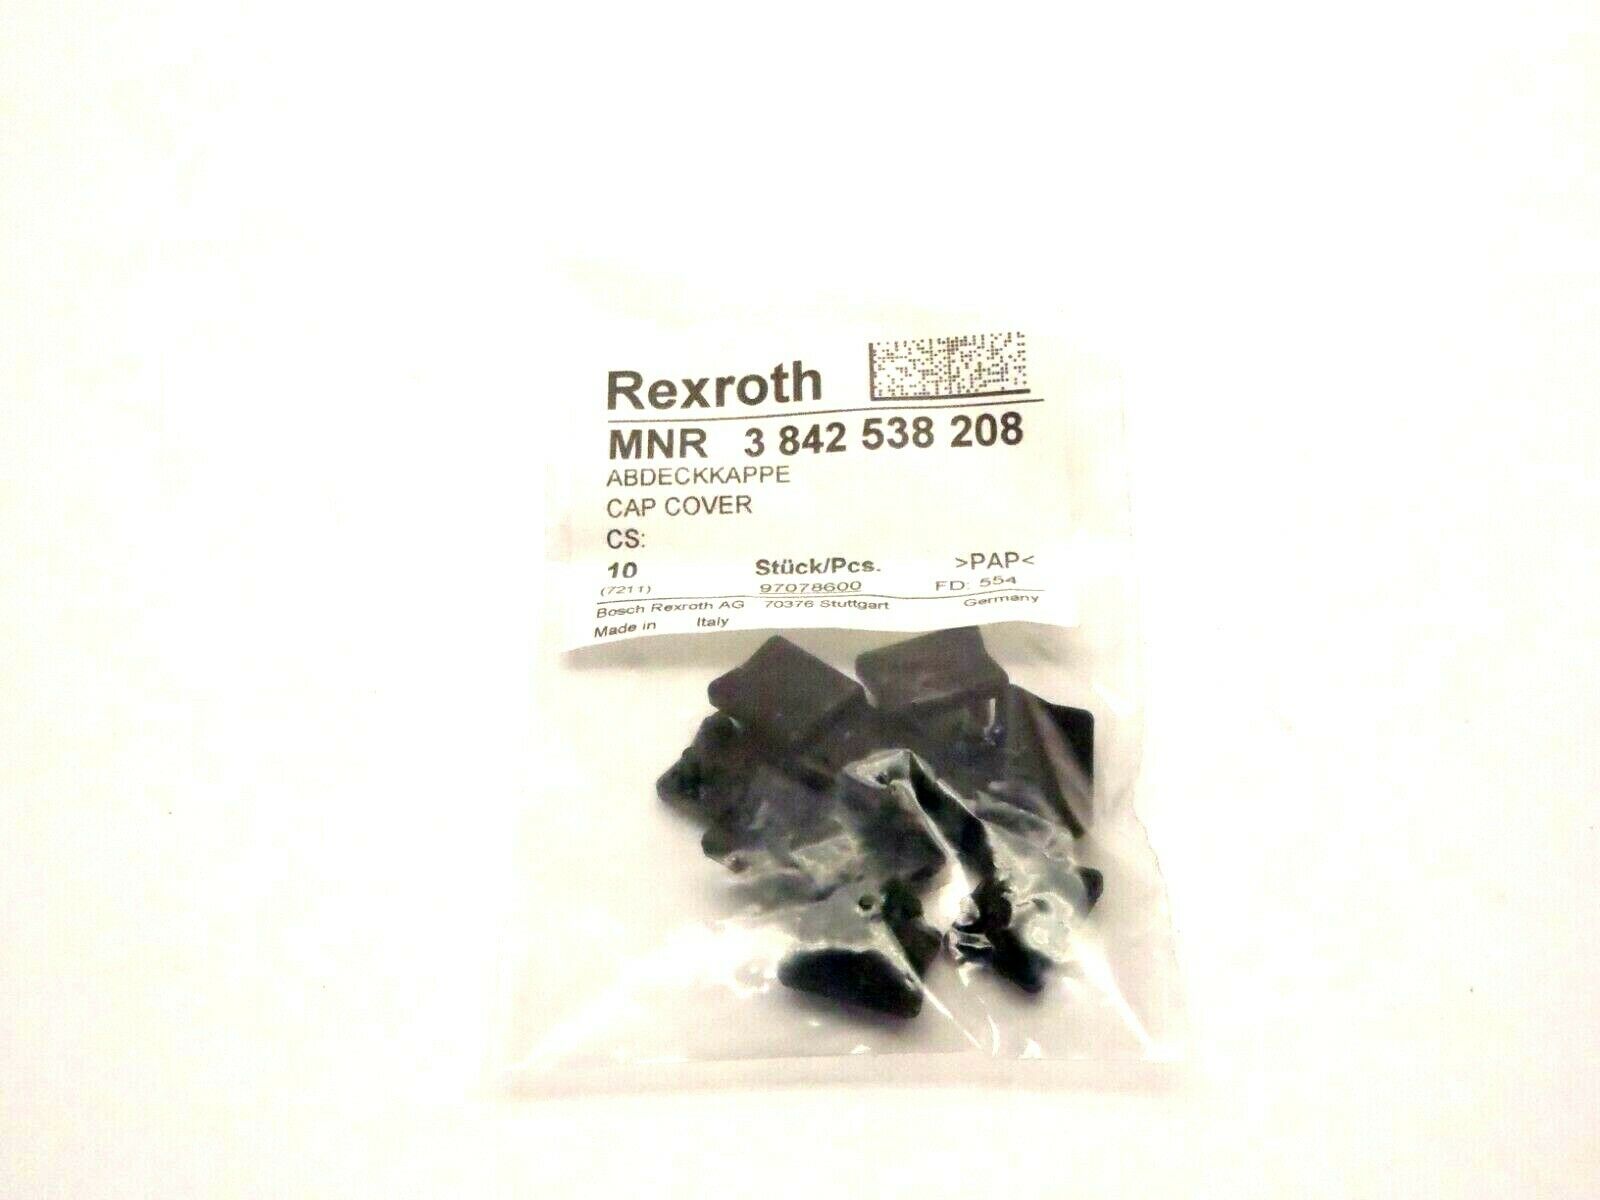 Rexroth
MNR 3 842 538 208
ABDECKKAPPE
CAP COVER
CS:
10 Stück/Pcs. >PAP<
(7211) 97078600 FD: 554
Bosch Rexroth AG 70376 Stuttgart Germany
Made in Italy